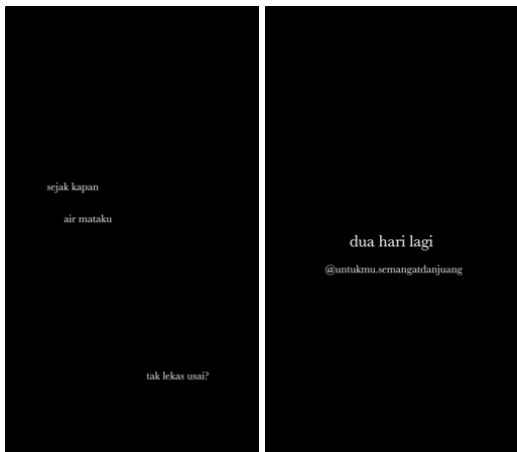 sejak kapan
air mataku
tak lekas usai?
dua hari lagi
@untukmu.semangatdanjuang